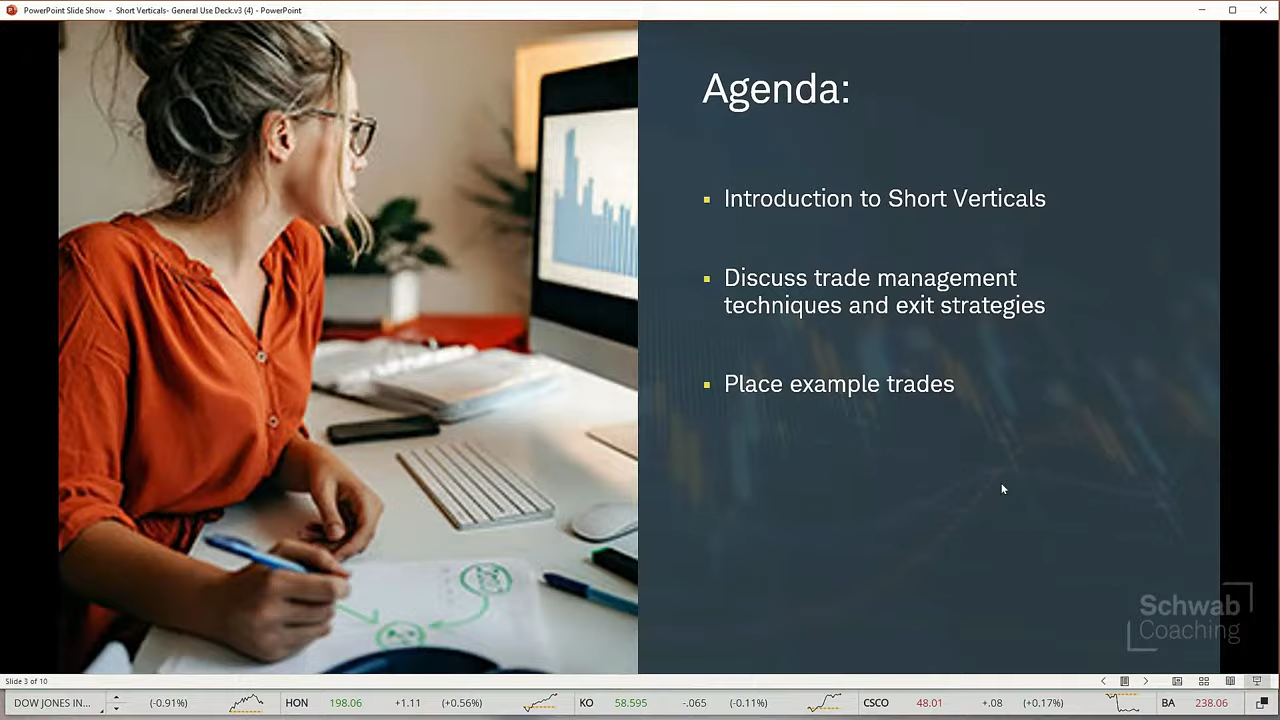 PowerPoint Slide Show - Short Verticals- General Use Deck.v3 (4) - PowerPoint
Agenda:
Introduction to Short Verticals
Discuss trade management
techniques and exit strategies
Place example trades
Schwab
Coaching
Slide 3 of 10
DOW JONES IN... (-0.91%) HON 198.06 +1.11 (+0.56%) KO 58.595 -.065 (-0.11%) CSCO 48.01 +.08 (+0.17%) BA 238.06